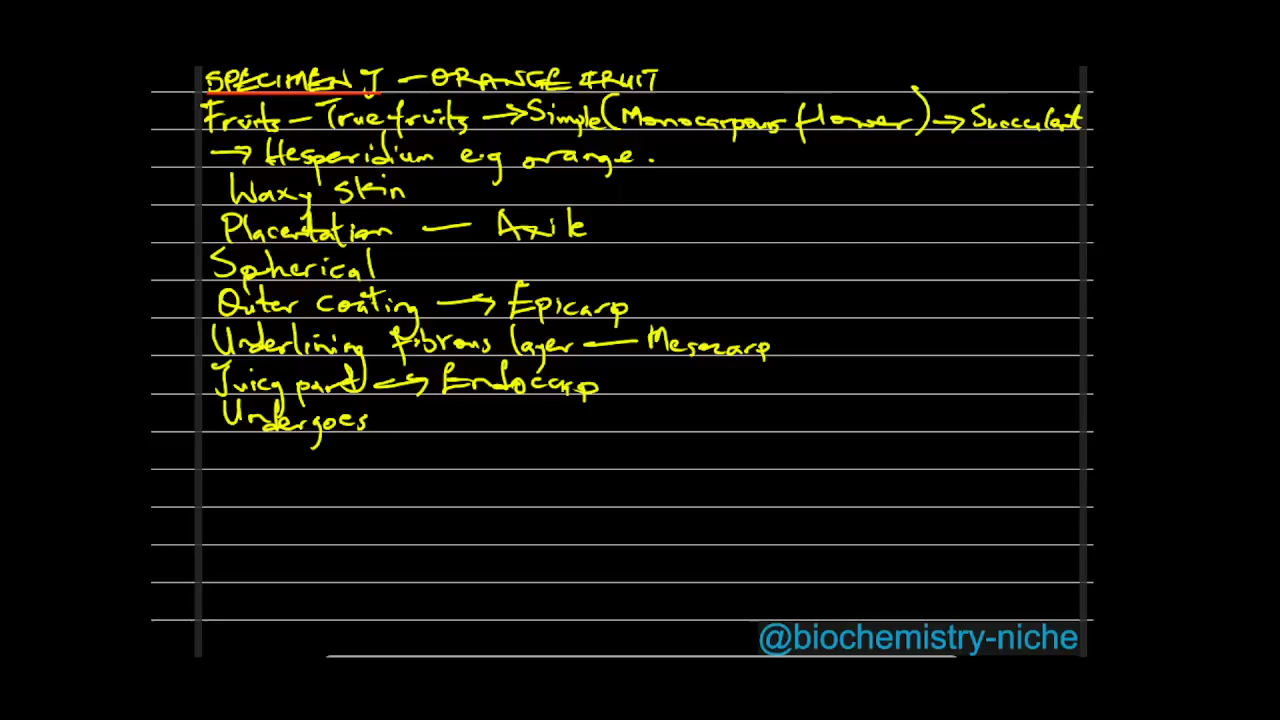 SPECIMEN J - ORANGE FRUIT
Fruits - True fruits → Simple (Monocarpous flower) → Succulent
→ Hesperidium e.g orange.
Waxy skin
Placentation - Axile
Spherical
Outer coating → Epicarp
Underlining fibrous layer - Mesocarp
Juicy part → Endocarp
Undergoes
@biochemistry-niche